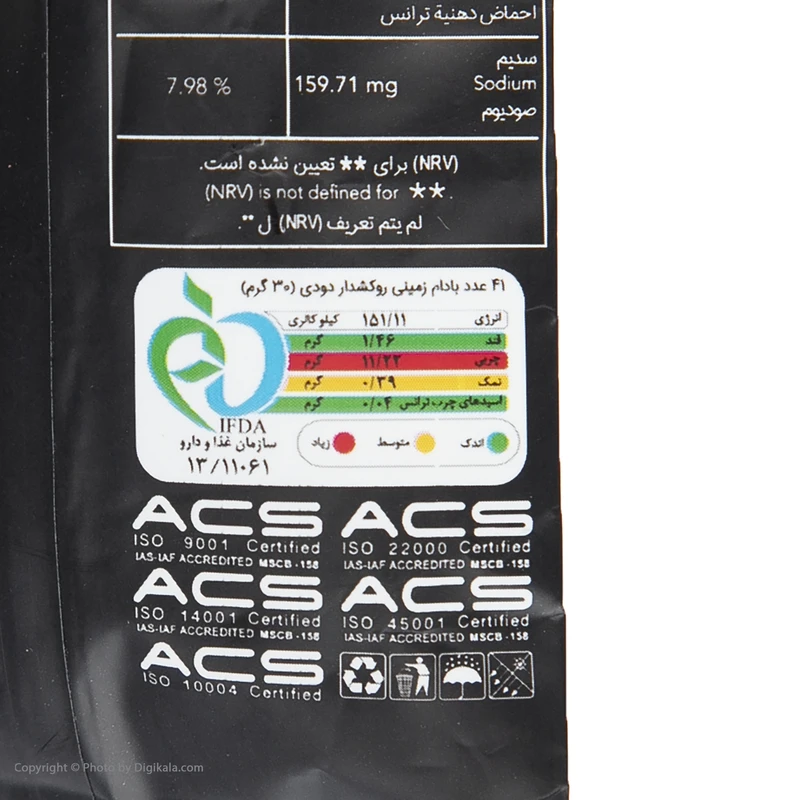 احماض دهنية ترانس
سدیم
Sodium
صوديوم
159.71 mg
7.98 %
(NRV) برای ** تعیین نشده است.
(NRV) is not defined for **.
لم يتم تعريف (NRV) ل **.
۴۱ عدد بادام زمینی روکشدار دودی (۳۰ گرم)
انرژی ۱۵۱/۱۱ کیلو کالری
قند ۱/۴۶ گرم
چربی ۱۱/۲۲ گرم
نمک ۰/۳۹ گرم
اسیدهای چرب ترانس ۰/۰۴ گرم
اندک متوسط زیاد
IFDA
سازمان غذا و دارو
۱۳/۱۱۰۶۱
ACS ACS
ISO 9001 Certified ISO 22000 Certified
IAS-IAF ACCREDITED MSCB-158 IAS-IAF ACCREDITED MSCB-158
ACS ACS
ISO 14001 Certified ISO 45001 Certified
IAS-IAF ACCREDITED MSCB-158 IAS-IAF ACCREDITED MSCB-158
ACS
ISO 10004 Certified
Copyright © Photo by Digikala.com